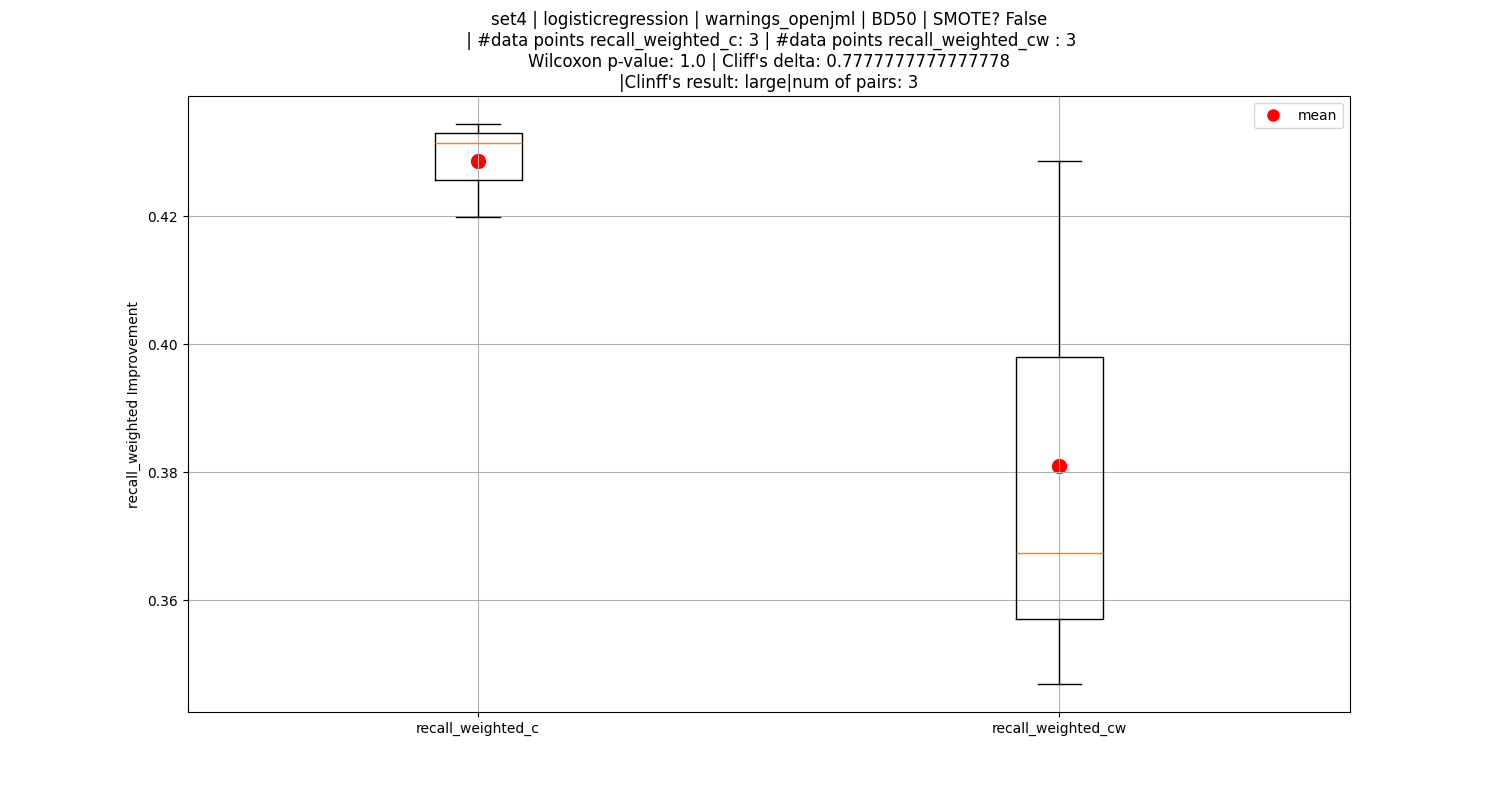 set4 | logisticregression | warnings_openjml | BD50 | SMOTE? False
| #data points recall_weighted_c: 3 | #data points recall_weighted_cw : 3
Wilcoxon p-value: 1.0 | Cliff's delta: 0.7777777777777778
|Clinff's result: large|num of pairs: 3
mean
recall_weighted Improvement
0.42
0.40
0.38
0.36
recall_weighted_c
recall_weighted_cw